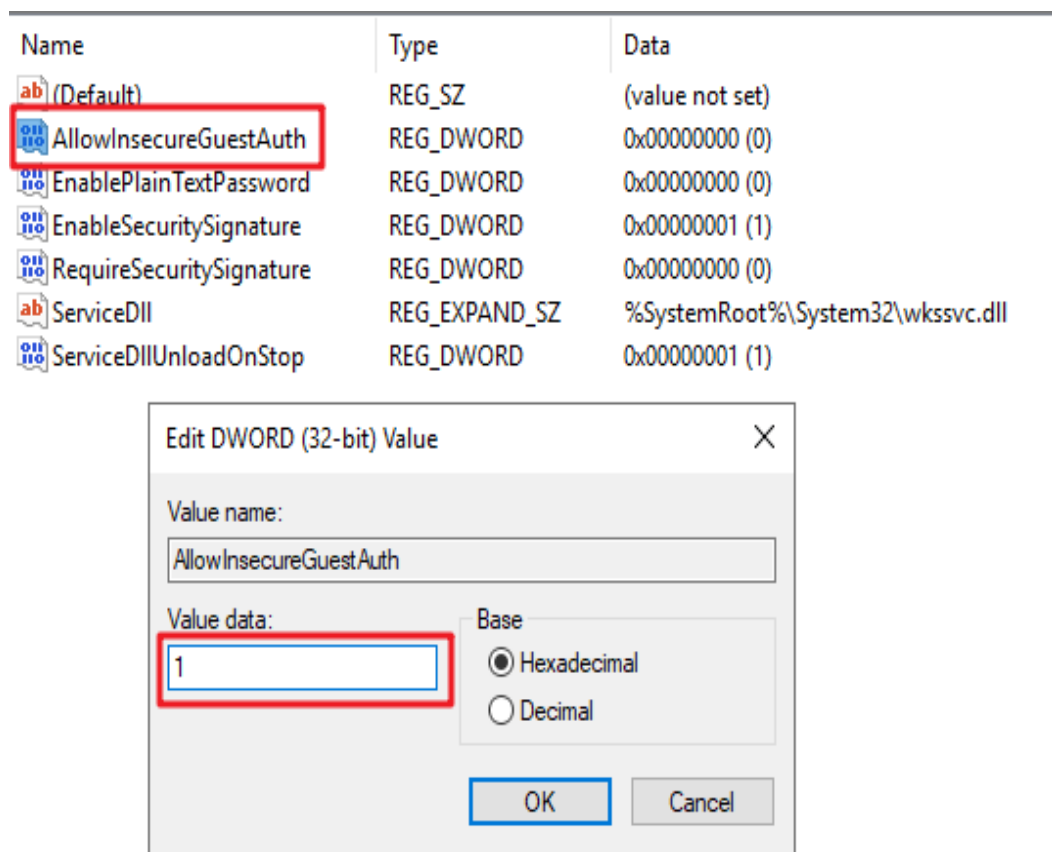 Name Type Data
(Default) REG_SZ (value not set)
AllowInsecureGuestAuth REG_DWORD 0x00000000 (0)
EnablePlainTextPassword REG_DWORD 0x00000000 (0)
EnableSecuritySignature REG_DWORD 0x00000001 (1)
RequireSecuritySignature REG_DWORD 0x00000000 (0)
ServiceDll REG_EXPAND_SZ %SystemRoot%\System32\wkssvc.dll
ServiceDllUnloadOnStop REG_DWORD 0x00000001 (1)
Edit DWORD (32-bit) Value
Value name:
AllowInsecureGuestAuth
Value data: Base
1 Hexadecimal
Decimal
OK Cancel